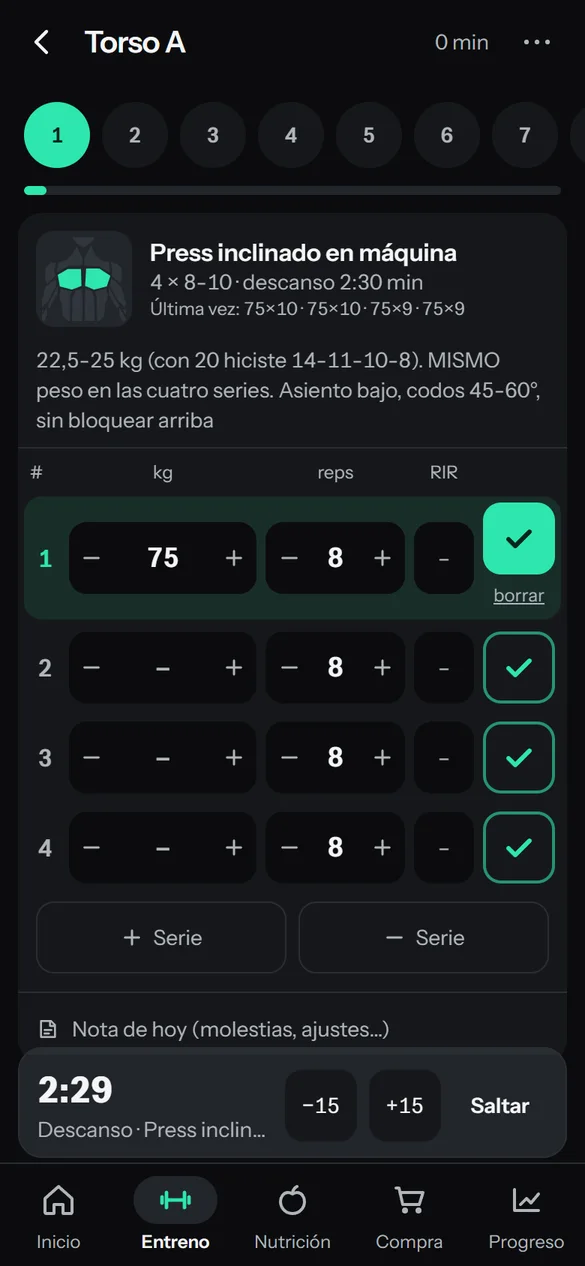 Torso A
0 min
1 2 3 4 5 6 7
Press inclinado en máquina
4 × 8-10 · descanso 2:30 min
Última vez: 75×10 · 75×10 · 75×9 · 75×9
22,5-25 kg (con 20 hiciste 14-11-10-8). MISMO
peso en las cuatro series. Asiento bajo, codos 45-60°,
sin bloquear arriba
# kg reps RIR
1 − 75 + − 8 + -
borrar
2 − - + − 8 + -
3 − - + − 8 + -
4 − - + − 8 + -
+ Serie − Serie
Nota de hoy (molestias, ajustes...)
2:29
Descanso · Press inclin...
−15 +15 Saltar
Inicio Entreno Nutrición Compra Progreso